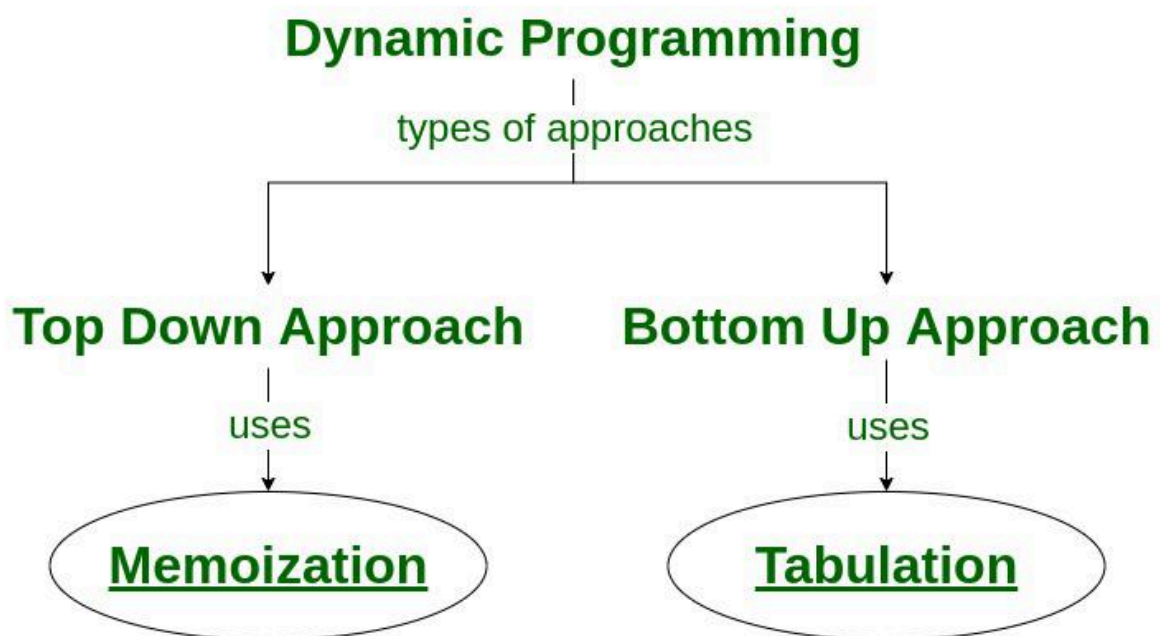 Dynamic Programming
types of approaches
Top Down Approach
Bottom Up Approach
uses
uses
Memoization
Tabulation